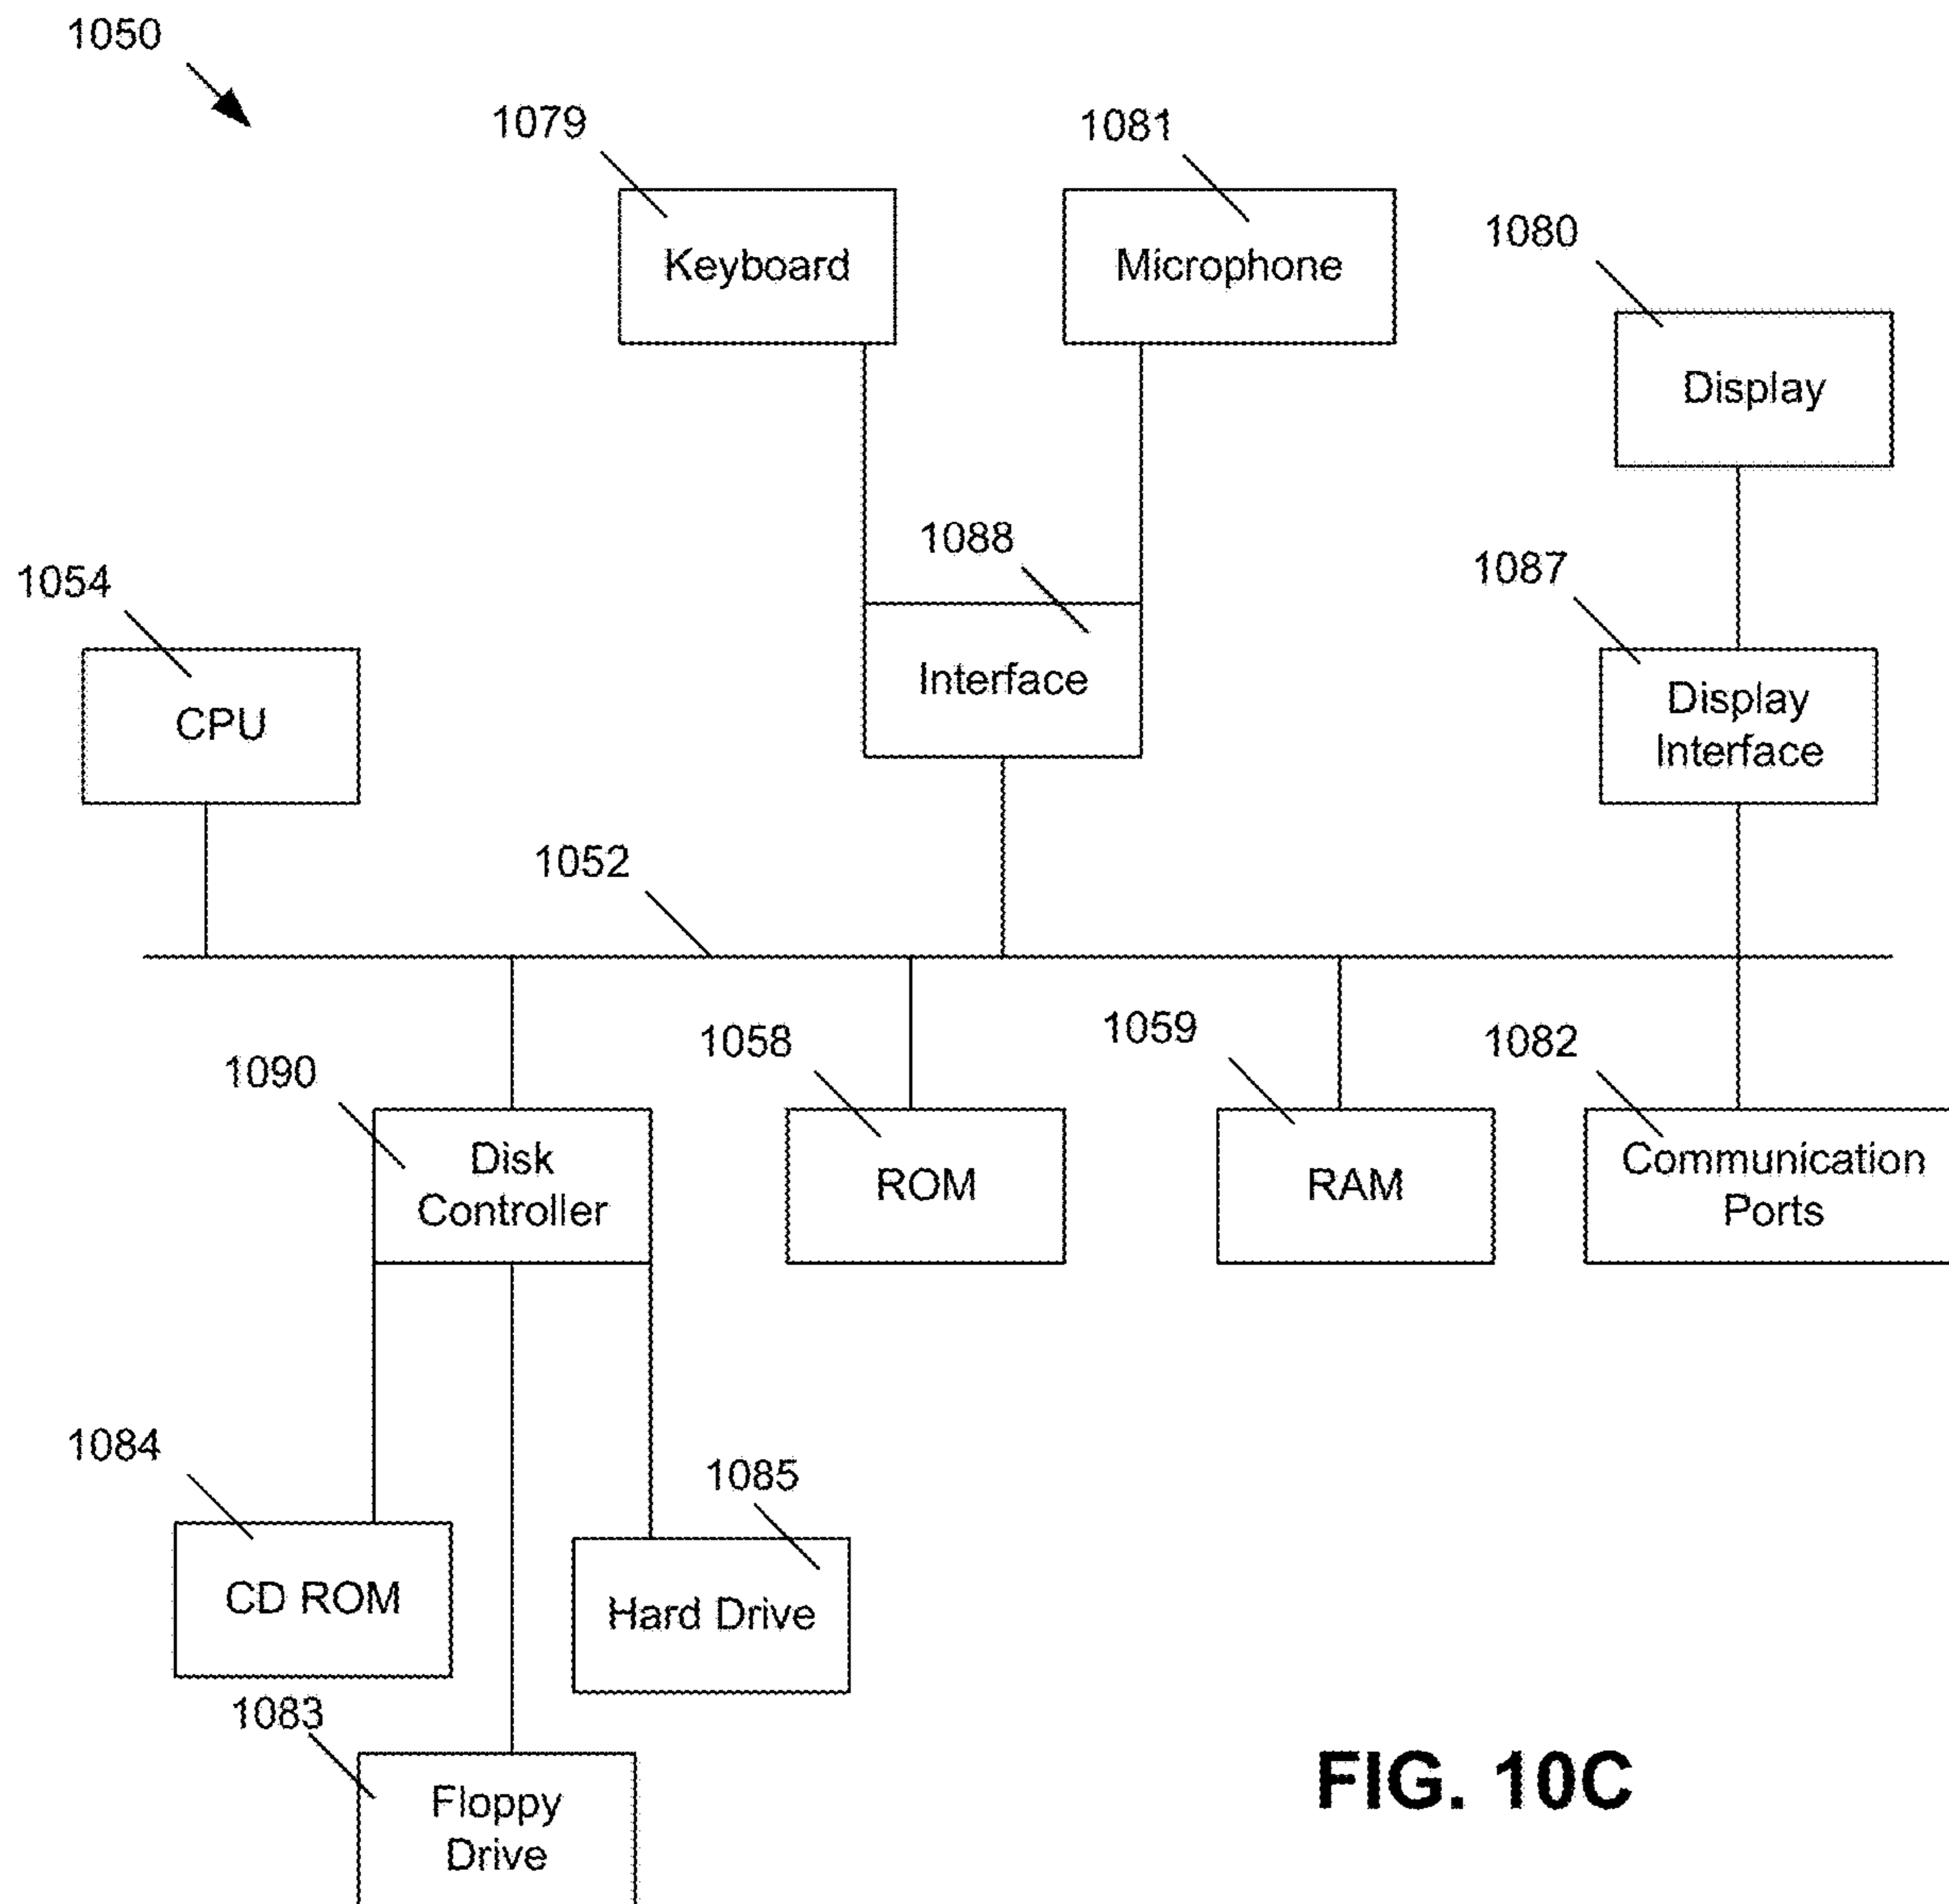 1050
1079
1081
Keyboard
Microphone
1080
Display
1088
1087
1054
Interface
Display
Interface
CPU
1052
1058
1059
1082
1090
Disk
Controller
ROM
RAM
Communication
Ports
1084
1085
CD ROM
Hard Drive
1083
Floppy
Drive
FIG. 10C